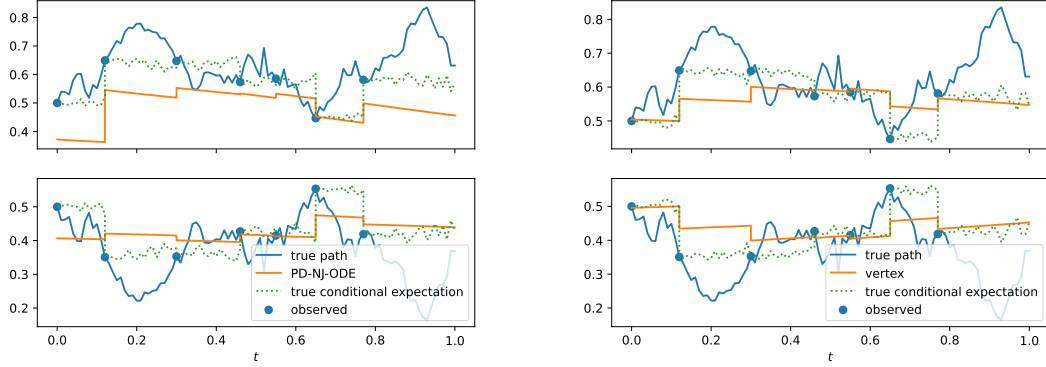 0.8
0.7
0.6
0.5
0.4
0.5
0.4
0.3
0.2
0.0 0.2 0.4 0.6 0.8 1.0
t
true path
PD-NJ-ODE
true conditional expectation
observed
0.8
0.7
0.6
0.5
0.5
0.4
0.3
0.2
0.0 0.2 0.4 0.6 0.8 1.0
t
true path
vertex
true conditional expectation
observed